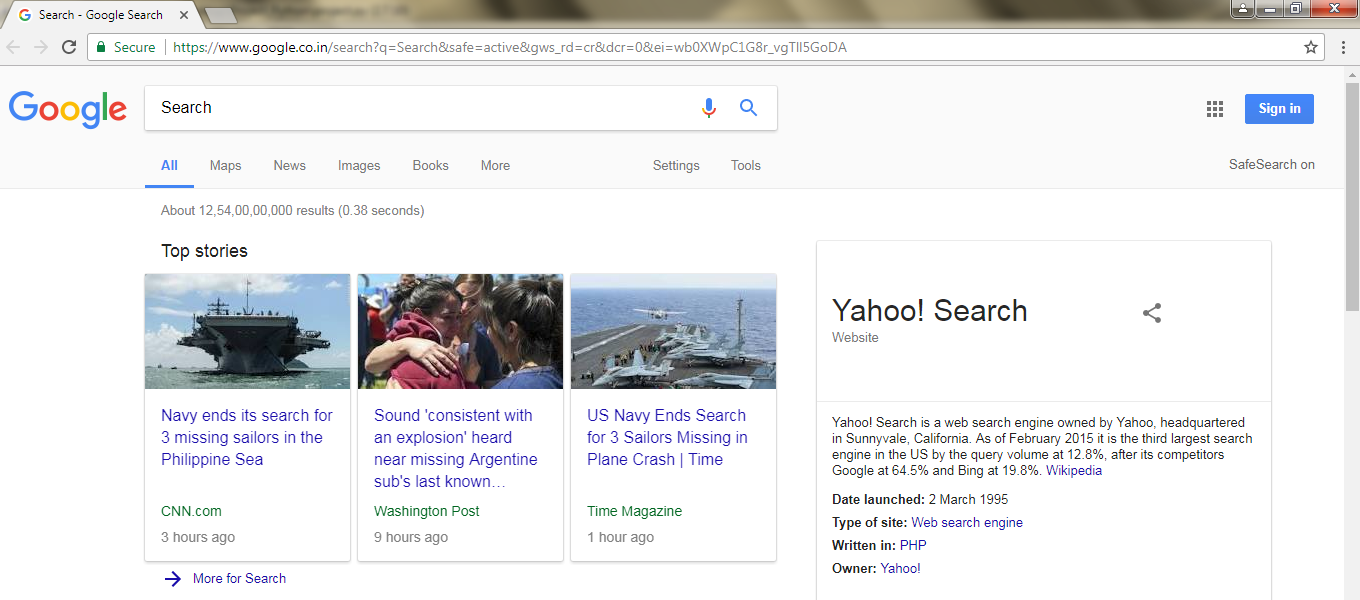 Search - Google Search
Secure
https://www.google.co.in/search?q=Search&safe=active&gws_rd=cr&dcr=0&ei=wb0XWpC1G8r_vgTII5GoDA
Google
Search
Sign in
All Maps News Images Books More Settings Tools
SafeSearch on
About 12,54,00,00,000 results (0.38 seconds)
Top stories
Navy ends its search for
3 missing sailors in the
Philippine Sea
CNN.com
3 hours ago
Sound 'consistent with
an explosion' heard
near missing Argentine
sub's last known…
Washington Post
9 hours ago
US Navy Ends Search
for 3 Sailors Missing in
Plane Crash | Time
Time Magazine
1 hour ago
More for Search
Yahoo! Search
Website
Yahoo! Search is a web search engine owned by Yahoo, headquartered
in Sunnyvale, California. As of February 2015 it is the third largest search
engine in the US by the query volume at 12.8%, after its competitors
Google at 64.5% and Bing at 19.8%. Wikipedia
Date launched: 2 March 1995
Type of site: Web search engine
Written in: PHP
Owner: Yahoo!